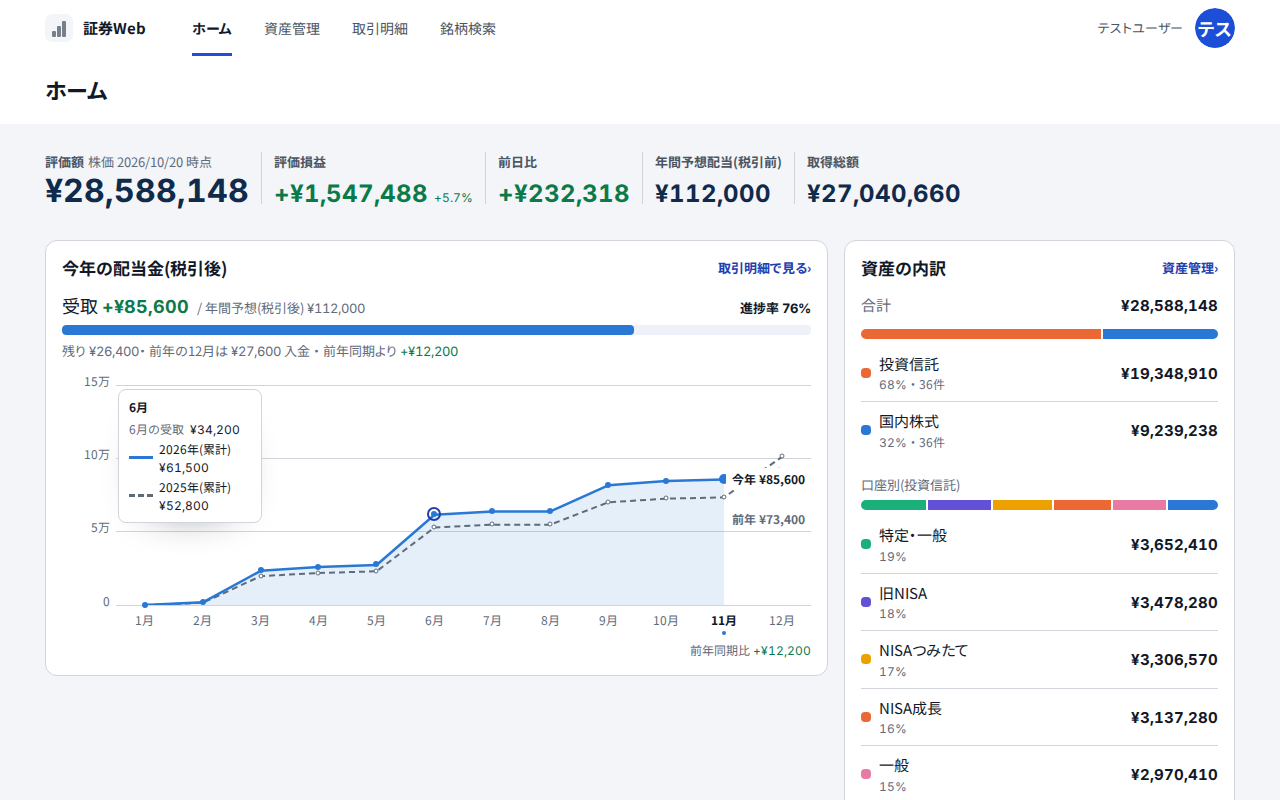 証券Web
ホーム
資産管理
取引明細
銘柄検索
テストユーザー
テス
ホーム
評価額 株価 2026/10/20 時点
¥28,588,148
評価損益
+¥1,547,488 +5.7%
前日比
+¥232,318
年間予想配当(税引前)
¥112,000
取得総額
¥27,040,660
今年の配当金(税引後)
取引明細で見る›
受取 +¥85,600 / 年間予想(税引後) ¥112,000
進捗率 76%
残り ¥26,400・前年の12月は ¥27,600 入金・前年同期より +¥12,200
15万
10万
5万
0
6月
6月の受取 ¥34,200
2026年(累計)
¥61,500
2025年(累計)
¥52,800
今年 ¥85,600
前年 ¥73,400
1月 2月 3月 4月 5月 6月 7月 8月 9月 10月 11月 12月
前年同期比 +¥12,200
資産の内訳
資産管理›
合計
¥28,588,148
投資信託
¥19,348,910
68%・36件
国内株式
¥9,239,238
32%・36件
口座別(投資信託)
特定・一般
¥3,652,410
19%
旧NISA
¥3,478,280
18%
NISAつみたて
¥3,306,570
17%
NISA成長
¥3,137,280
16%
一般
¥2,970,410
15%